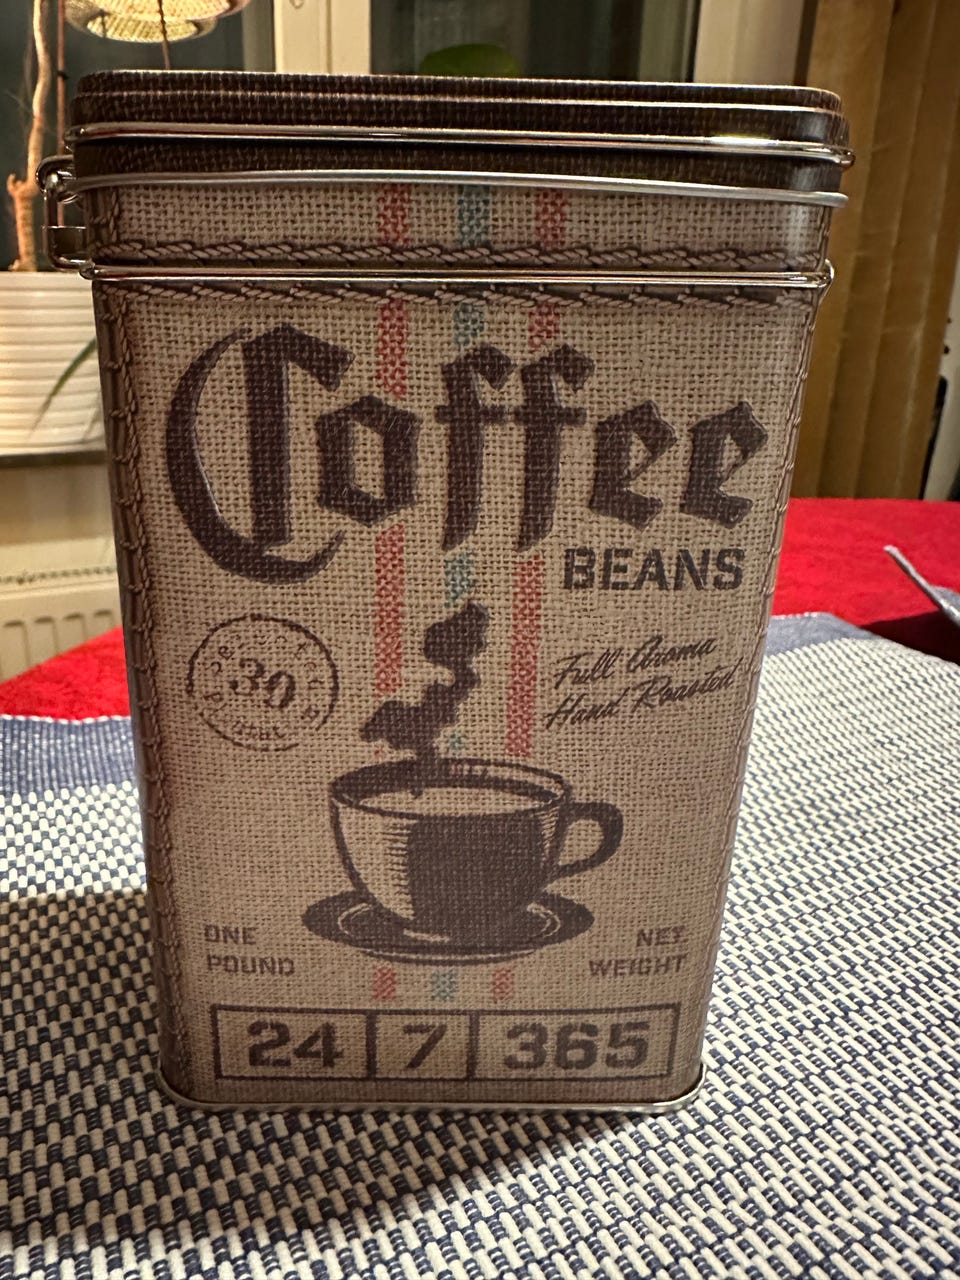 Coffee
BEANS
30
Full Aroma
Hand Roasted
ONE
POUND
NET
WEIGHT
24 7 365